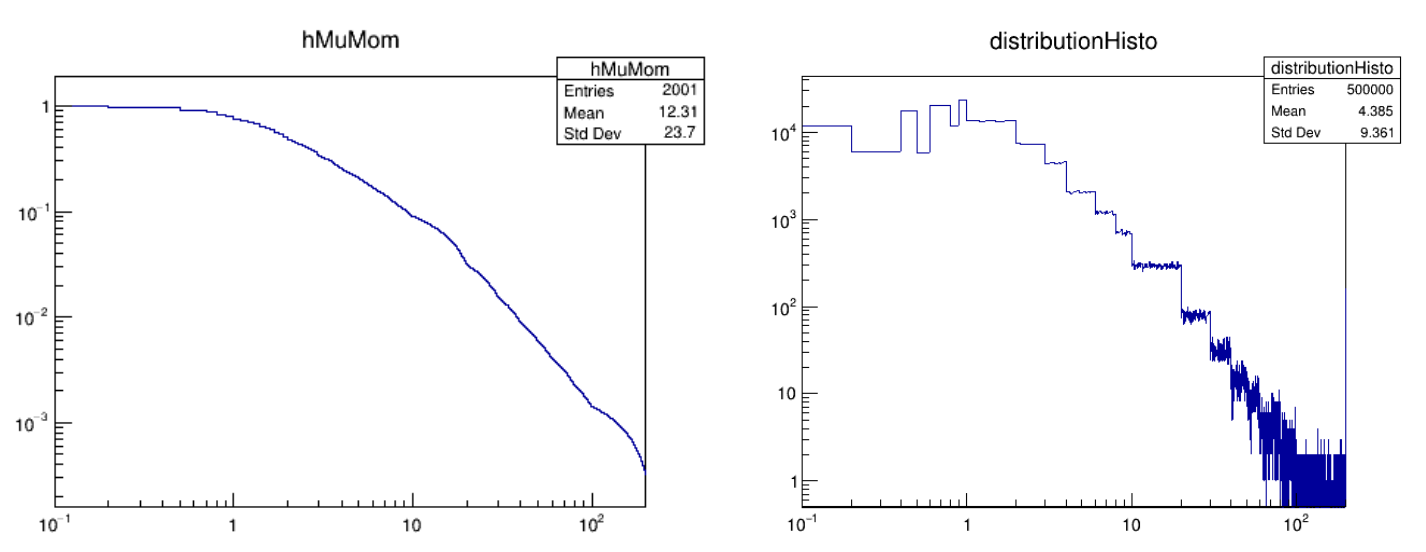 hMuMom
hMuMom
Entries 2001
Mean 12.31
Std Dev 23.7
1
10⁻¹
10⁻²
10⁻³
10⁻¹ 1 10 10²
distributionHisto
distributionHisto
Entries 500000
Mean 4.385
Std Dev 9.361
10⁴
10³
10²
10
1
10⁻¹ 1 10 10²